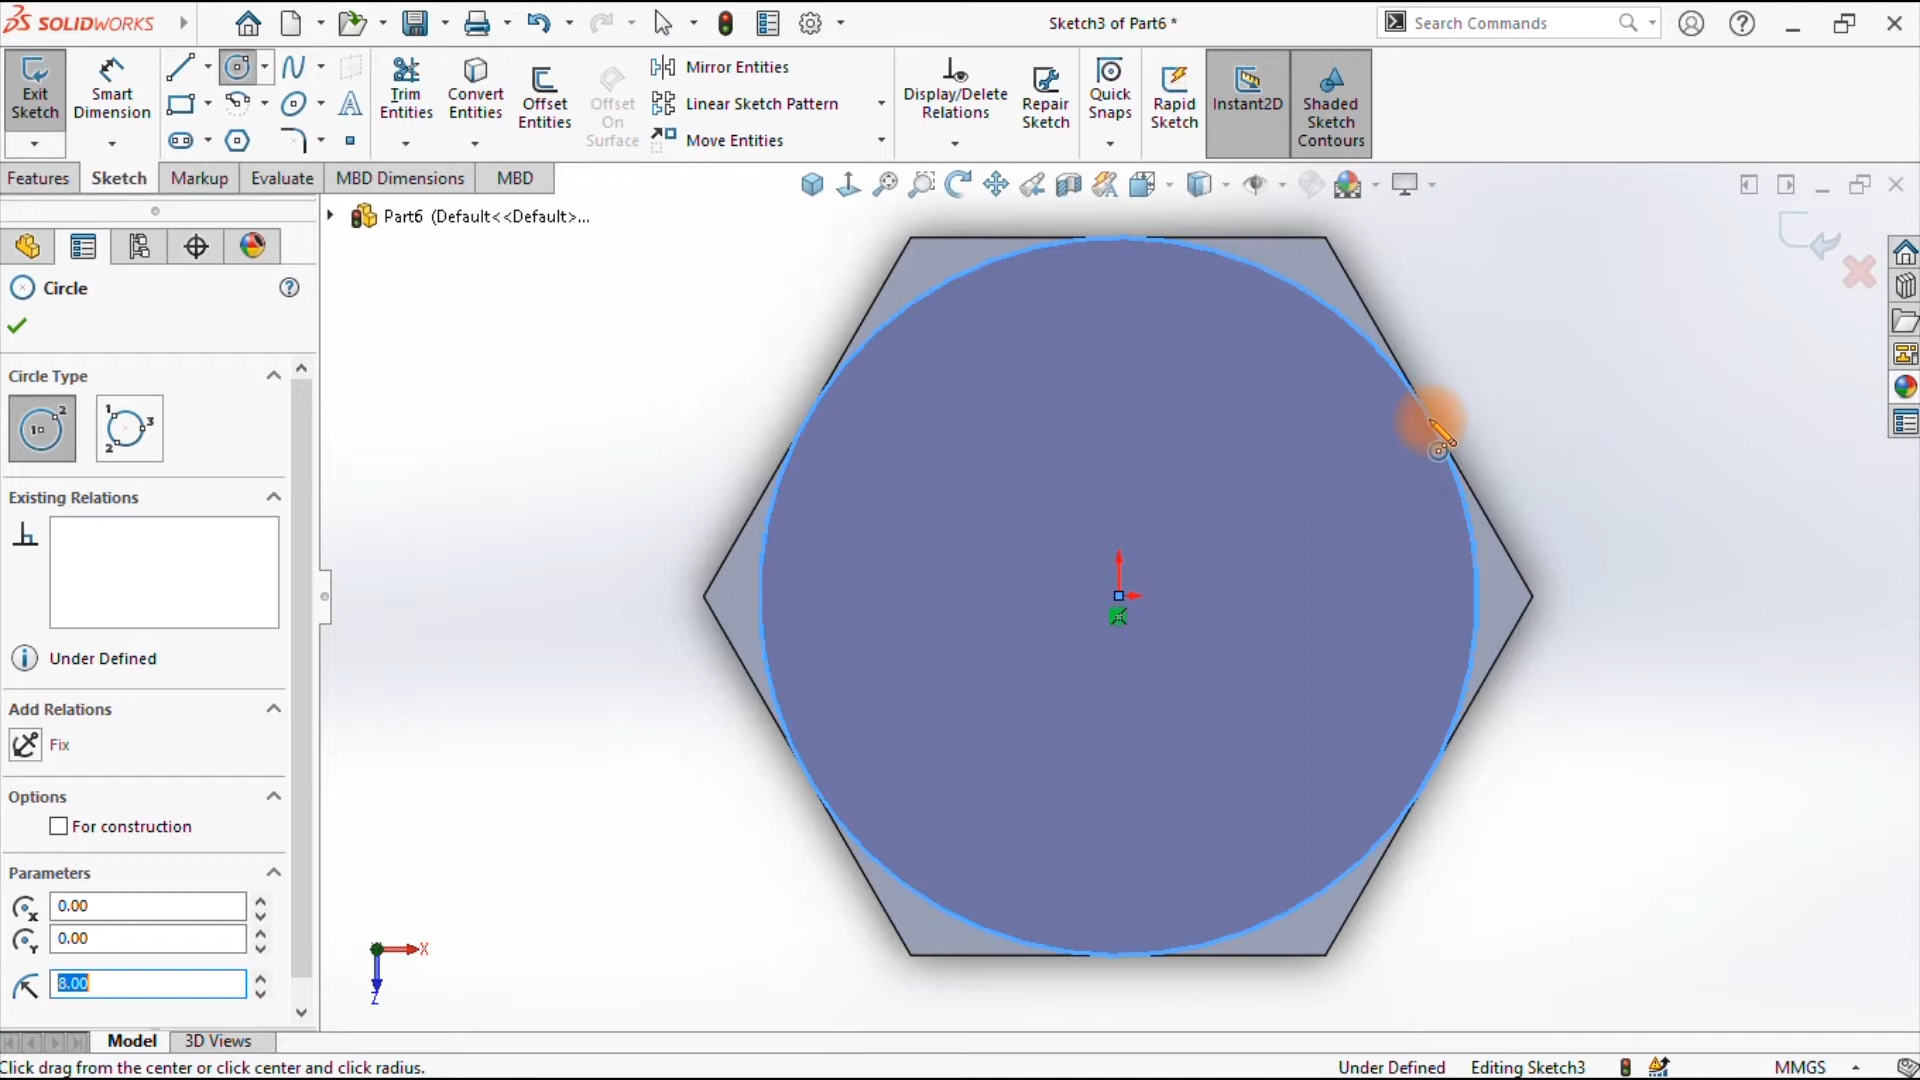 SOLIDWORKS
Sketch3 of Part6 *
Search Commands
Exit Sketch
Smart Dimension
Trim Entities
Convert Entities
Offset Entities
Offset On Surface
Mirror Entities
Linear Sketch Pattern
Move Entities
Display/Delete Relations
Repair Sketch
Quick Snaps
Rapid Sketch
Instant2D
Shaded Sketch Contours
Features
Sketch
Markup
Evaluate
MBD Dimensions
MBD
Part6 (Default<<Default>...
Circle
Circle Type
Existing Relations
Under Defined
Add Relations
Fix
Options
For construction
Parameters
0.00
0.00
8.00
X
Z
Model
3D Views
Click drag from the center or click center and click radius.
Under Defined
Editing Sketch3
MMGS